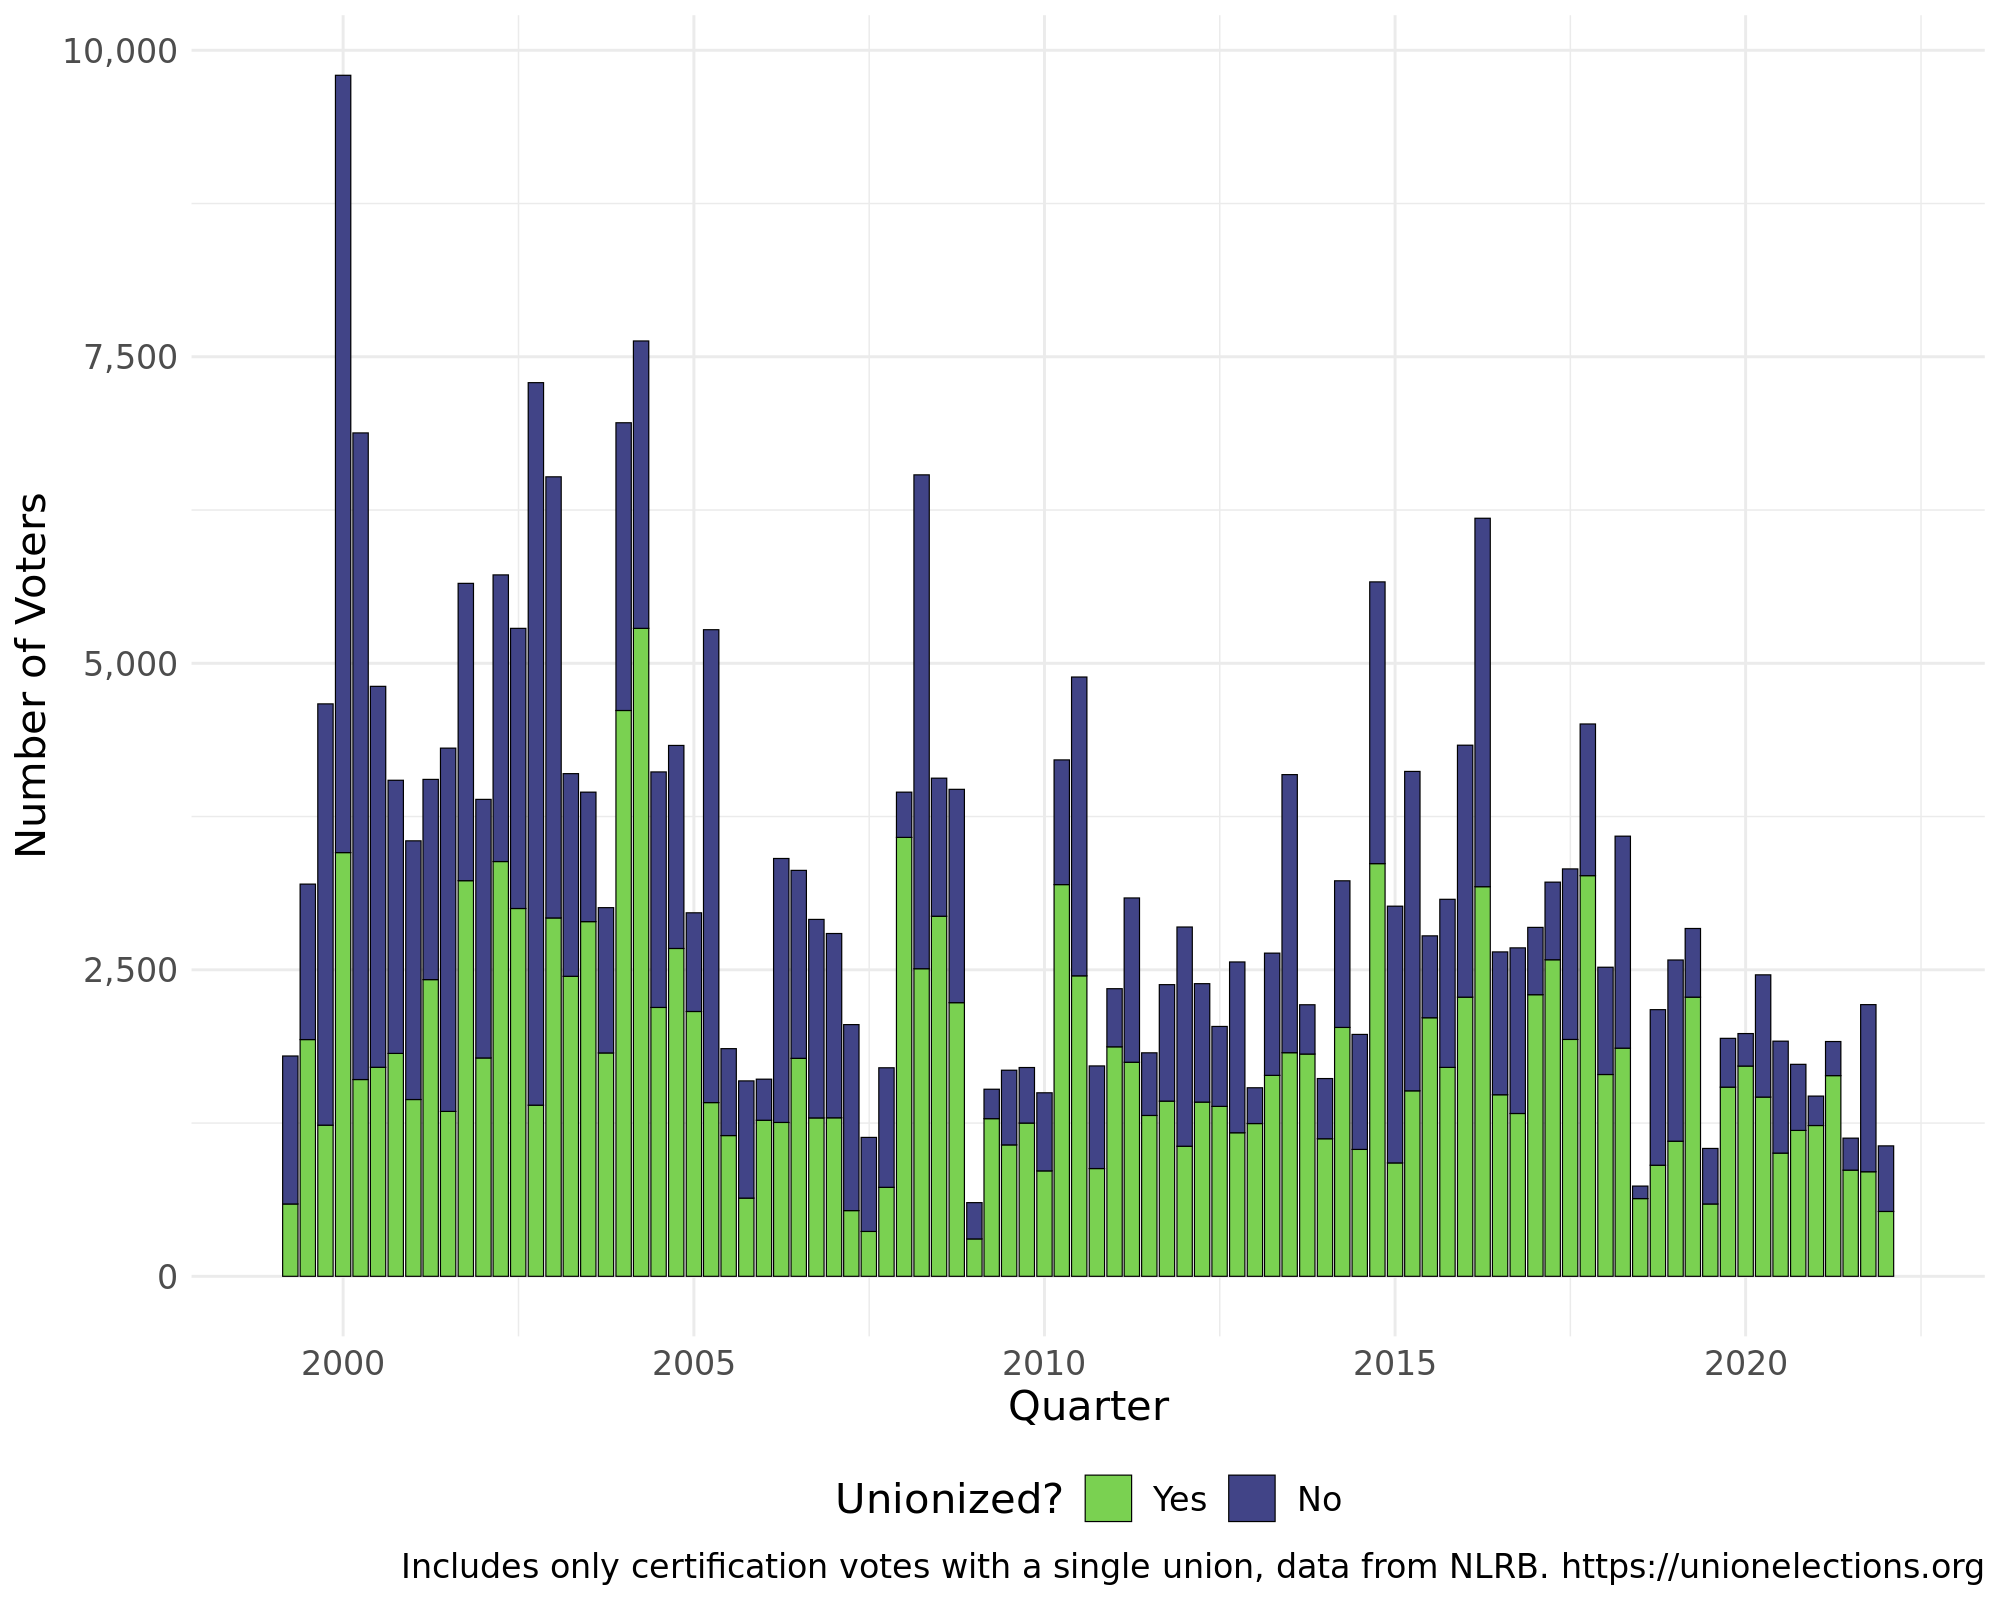 10,000
7,500
5,000
2,500
0
Number of Voters
2000 2005 2010 2015 2020
Quarter
Unionized? Yes No
Includes only certification votes with a single union, data from NLRB. https://unionelections.org